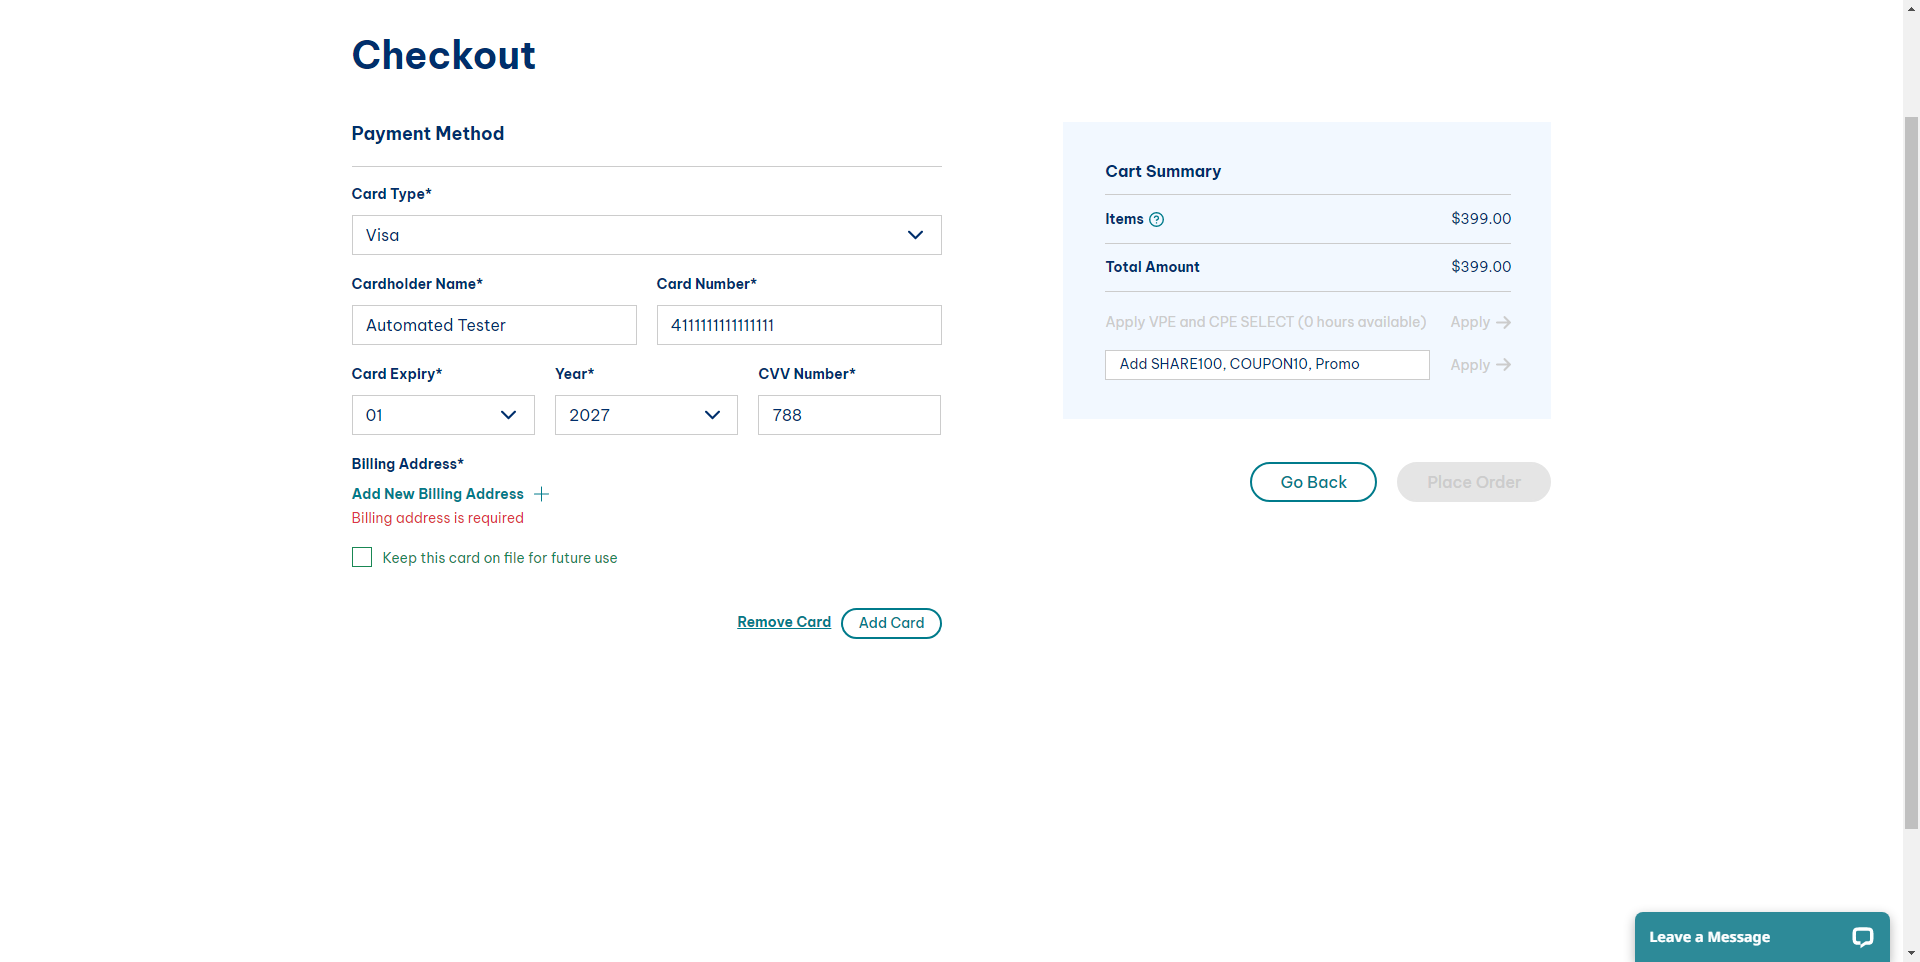 Checkout
Payment Method
Card Type*
Visa
Cardholder Name* Card Number*
Automated Tester 4111111111111111
Card Expiry* Year* CVV Number*
01 2027 788
Billing Address*
Add New Billing Address
Billing address is required
Keep this card on file for future use
Remove Card Add Card
Cart Summary
Items ? $399.00
Total Amount $399.00
Apply VPE and CPE SELECT (0 hours available) Apply
Add SHARE100, COUPON10, Promo Apply
Go Back Place Order
Leave a Message